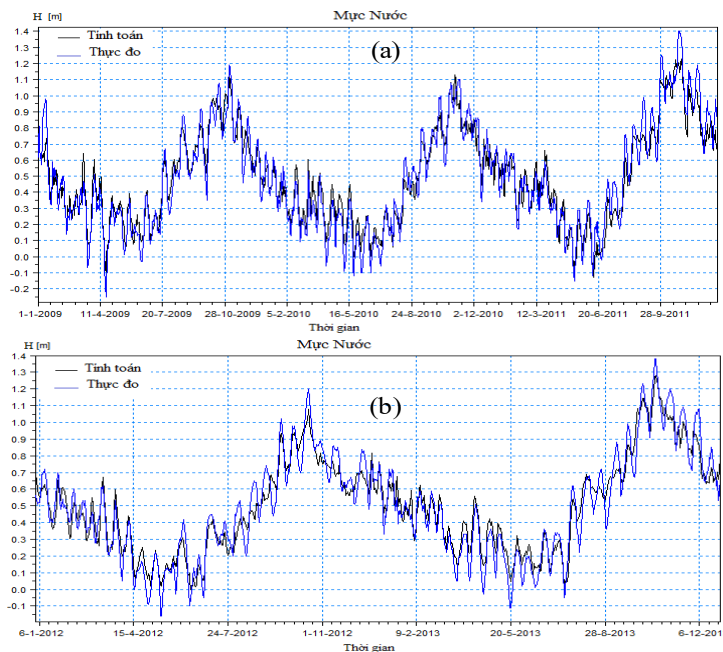 H [m]
Mực Nước
Tính toán
Thực đo
(a)
1.4
1.3
1.2
1.1
1.0
0.9
0.8
0.7
0.6
0.5
0.4
0.3
0.2
0.1
0.0
-0.1
-0.2
1-1-2009 11-4-2009 20-7-2009 28-10-2009 5-2-2010 16-5-2010 24-8-2010 2-12-2010 12-3-2011 20-6-2011 28-9-2011
Thời gian
H [m]
Mực Nước
Tính toán
Thực đo
(b)
1.4
1.3
1.2
1.1
1.0
0.9
0.8
0.7
0.6
0.5
0.4
0.3
0.2
0.1
0.0
-0.1
6-1-2012 15-4-2012 24-7-2012 1-11-2012 9-2-2013 20-5-2013 28-8-2013 6-12-201
Thời gian